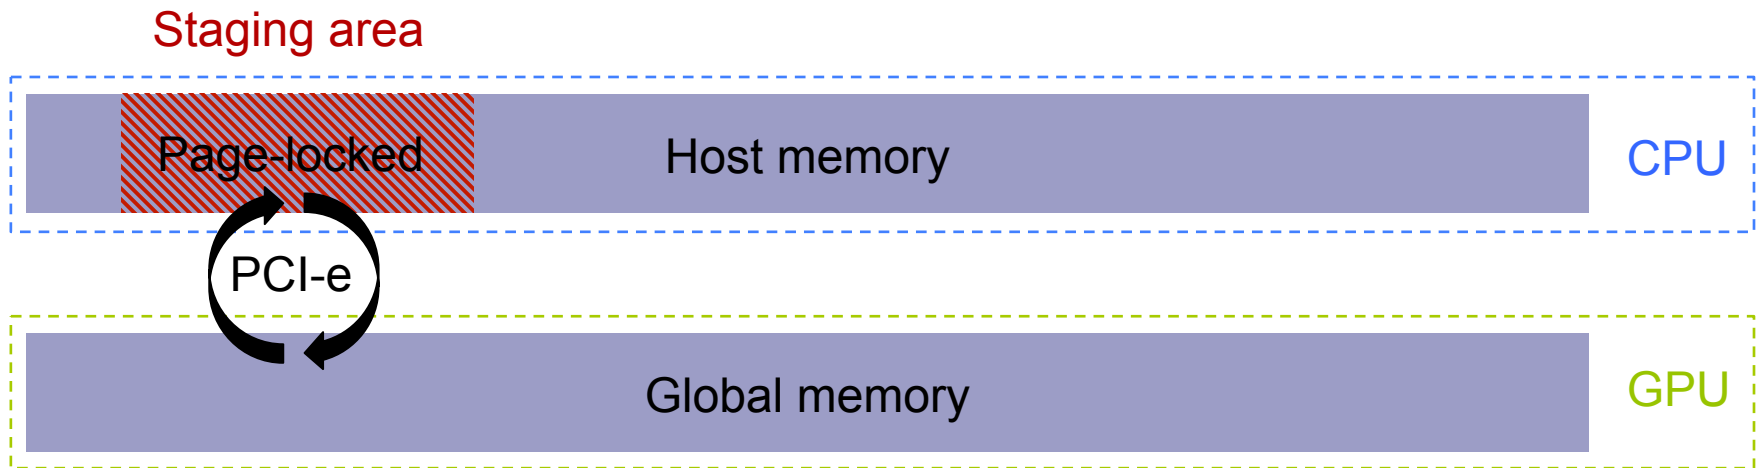 Staging area
Page-locked
Host memory
CPU
PCI-e
Global memory
GPU